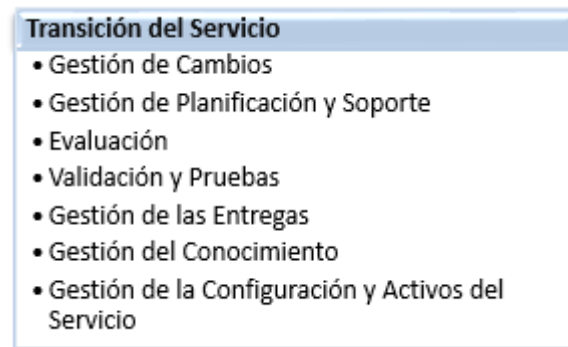 Transición del Servicio
• Gestión de Cambios
• Gestión de Planificación y Soporte
• Evaluación
• Validación y Pruebas
• Gestión de las Entregas
• Gestión del Conocimiento
• Gestión de la Configuración y Activos del
Servicio